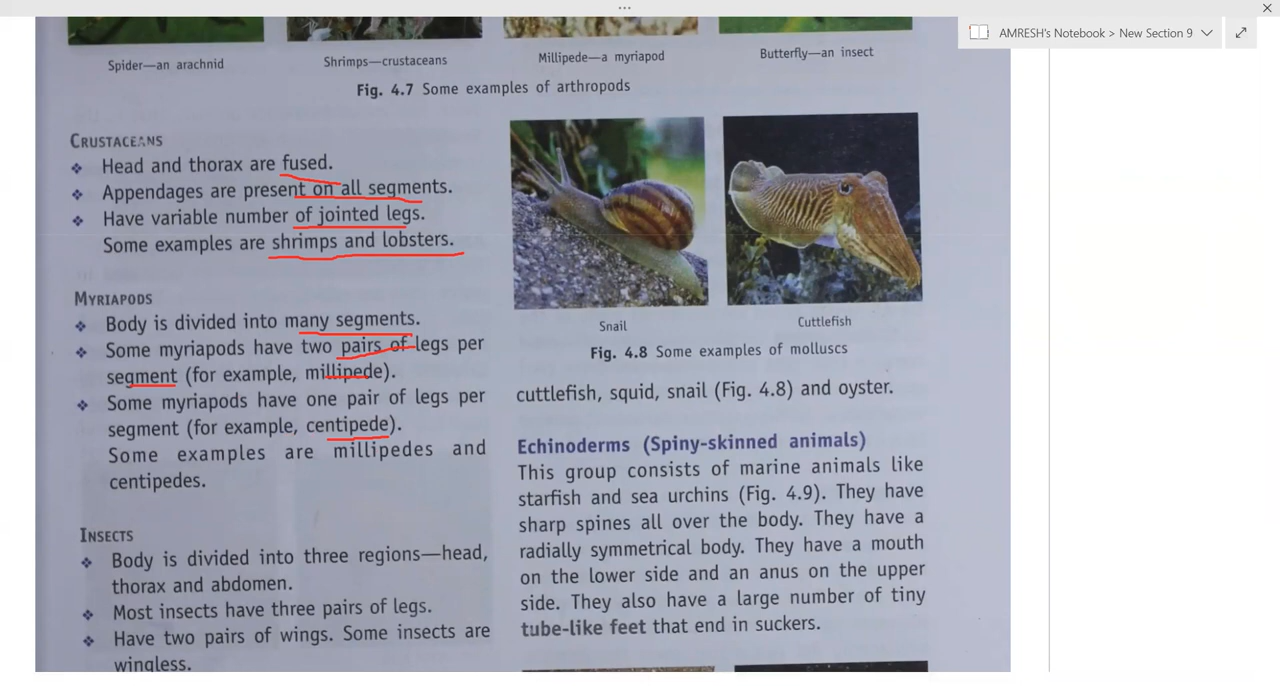 AMRESH's Notebook > New Section 9
Spider—an arachnid
Shrimps—crustaceans
Millipede—a myriapod
Butterfly—an insect
Fig. 4.7 Some examples of arthropods
CRUSTACEANS
❖ Head and thorax are fused.
❖ Appendages are present on all segments.
❖ Have variable number of jointed legs.
Some examples are shrimps and lobsters.
MYRIAPODS
❖ Body is divided into many segments.
❖ Some myriapods have two pairs of legs per
segment (for example, millipede).
❖ Some myriapods have one pair of legs per
segment (for example, centipede).
Some examples are millipedes and
centipedes.
INSECTS
❖ Body is divided into three regions—head,
thorax and abdomen.
❖ Most insects have three pairs of legs.
❖ Have two pairs of wings. Some insects are
wingless.
Snail
Cuttlefish
Fig. 4.8 Some examples of molluscs
cuttlefish, squid, snail (Fig. 4.8) and oyster.
Echinoderms (Spiny-skinned animals)
This group consists of marine animals like
starfish and sea urchins (Fig. 4.9). They have
sharp spines all over the body. They have a
radially symmetrical body. They have a mouth
on the lower side and an anus on the upper
side. They also have a large number of tiny
tube-like feet that end in suckers.